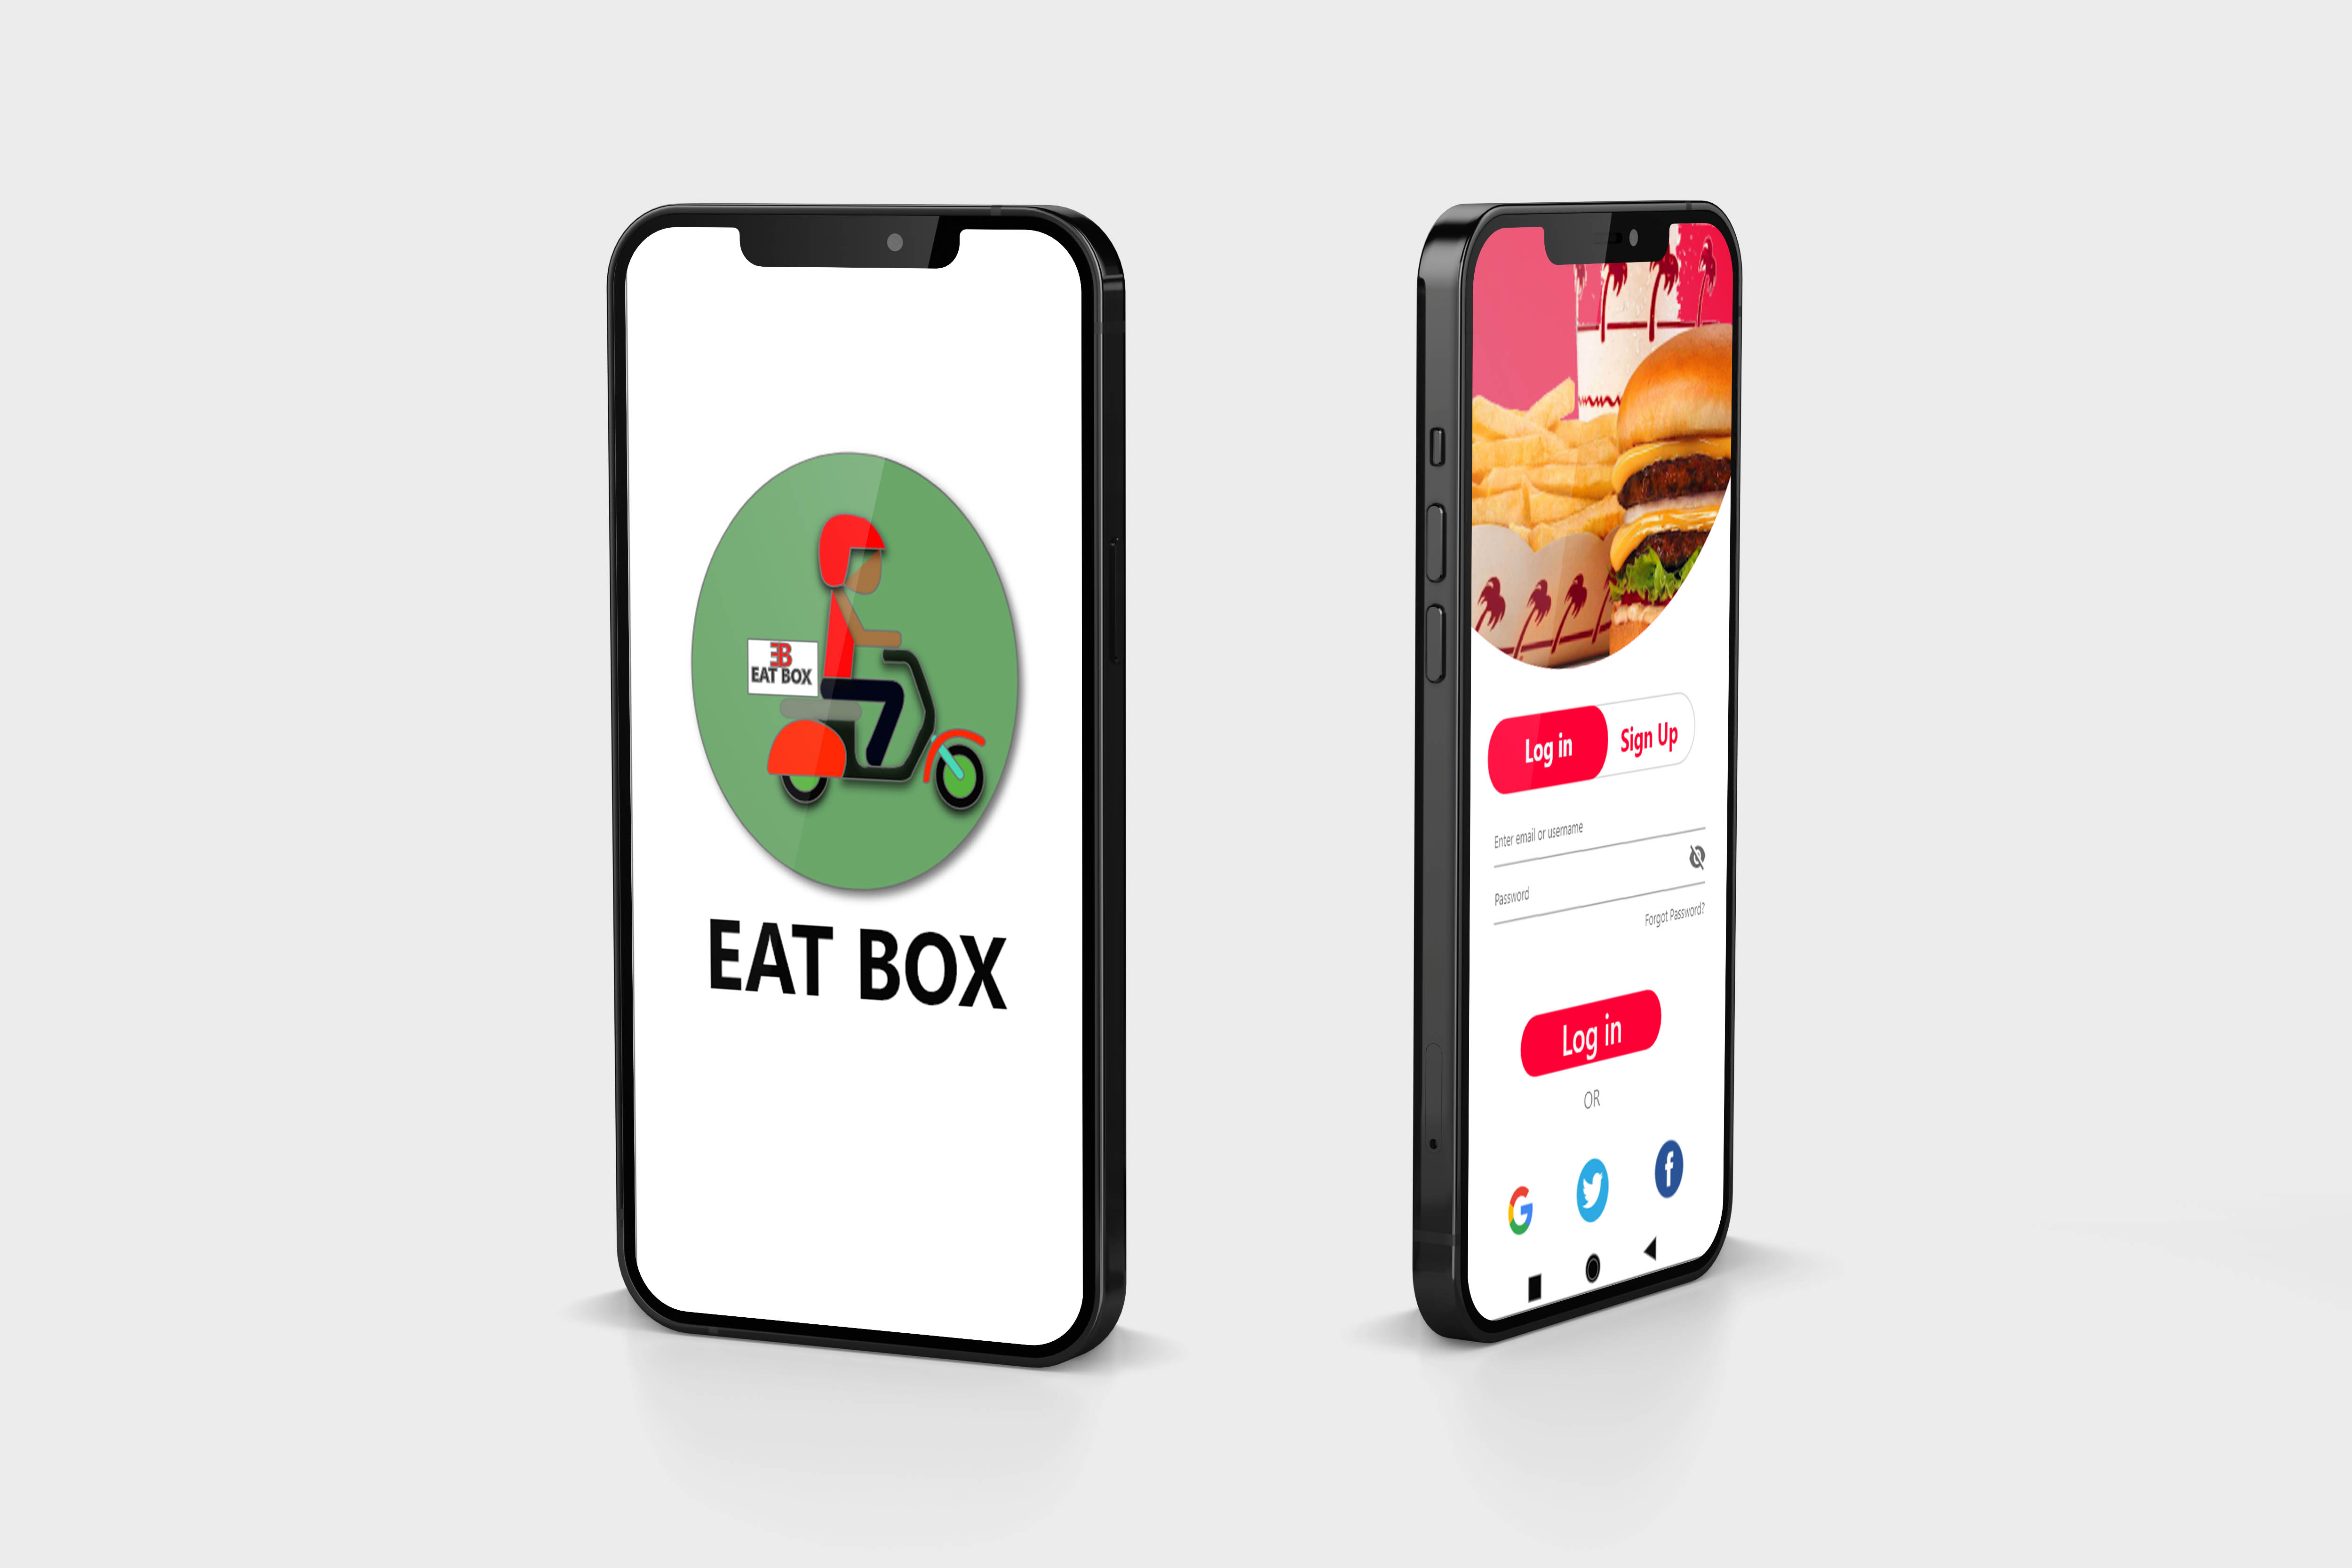 EB
EAT BOX
EAT BOX
Log in
Sign Up
Enter email or username
Password
Forgot Password?
Log in
OR